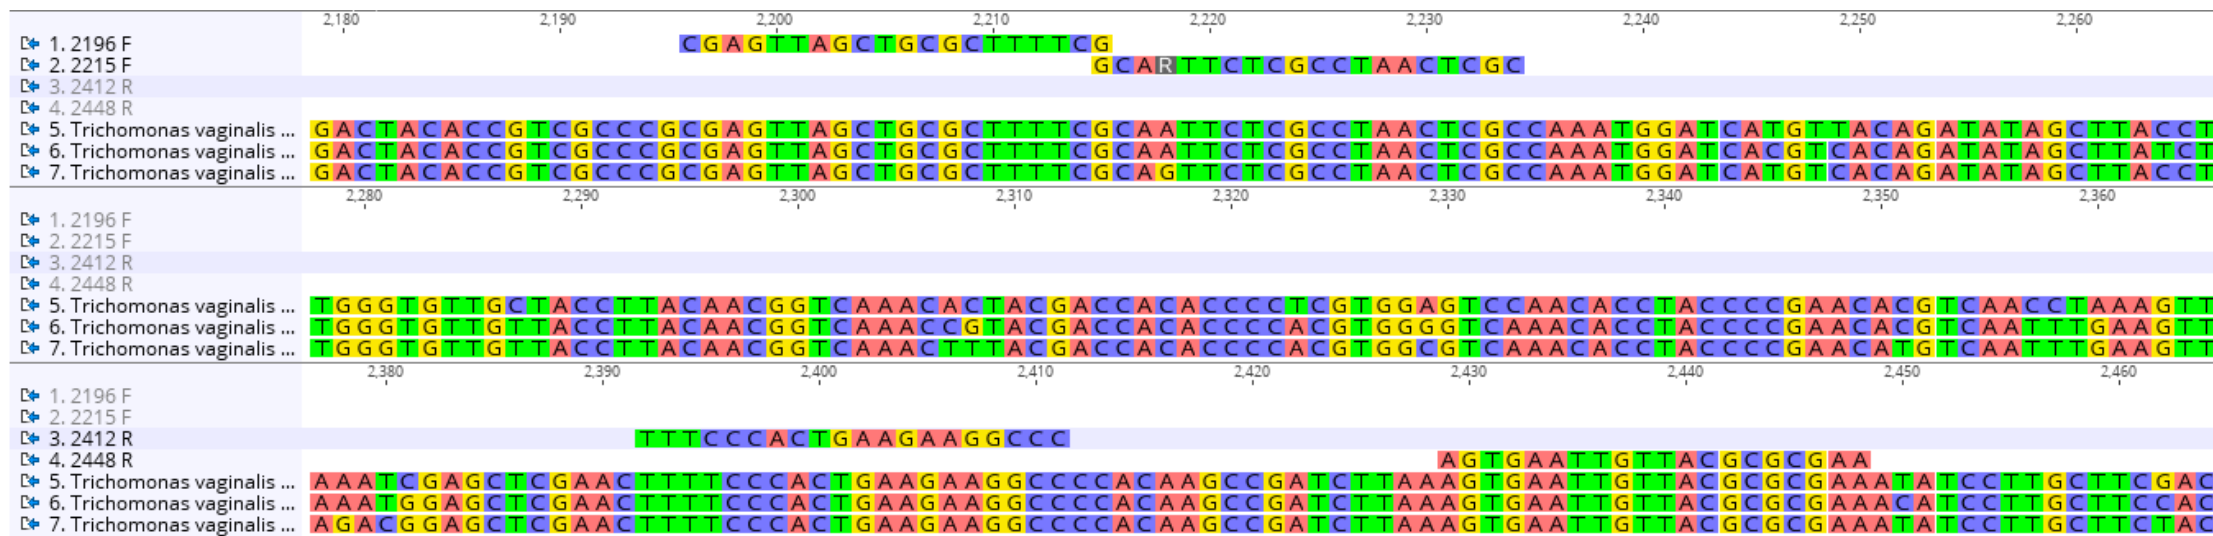 2,180 2,190 2,200 2,210 2,220 2,230 2,240 2,250 2,260
1. 2196 F CGAGTTAGCTGCGCTTTTCG
2. 2215 F GCARTTCTCGCCTAACTCGC
3. 2412 R
4. 2448 R
5. Trichomonas vaginalis ... GACTACACCGTCGCCCGCGAGTTAGCTGCGCTTTTCGCAATTCTCGCCTAACTCGCCAAATGGATCATGTTACAGATATAGCTTACCT
6. Trichomonas vaginalis ... GACTACACCGTCGCCCGCGAGTTAGCTGCGCTTTTCGCAATTCTCGCCTAACTCGCCAAATGGATCACGTCACAGATATAGCTTATCT
7. Trichomonas vaginalis ... GACTACACCGTCGCCCGCGAGTTAGCTGCGCTTTTCGCAGTTCTCGCCTAACTCGCCAAATGGATCATGTCACAGATATAGCTTACCT
2,280 2,290 2,300 2,310 2,320 2,330 2,340 2,350 2,360
1. 2196 F
2. 2215 F
3. 2412 R
4. 2448 R
5. Trichomonas vaginalis ... TGGGTGTTGCTACCTTACAACGGTCAAACACTACGACCACACCCCTCGTGGAGTCCAACACCTACCCCGAACACGTCAACCTAAAGTT
6. Trichomonas vaginalis ... TGGGTGTTGTTACCTTACAACGGTCAAACCGTACGACCACACCCCACGTGGGGTCAAACACCTACCCCGAACACGTCAATTTGAAGTT
7. Trichomonas vaginalis ... TGGGTGTTGTTACCTTACAACGGTCAAACTTTACGACCACACCCCACGTGGCGTCAAACACCTACCCCGAACATGTCAATTTGAAGTT
2,380 2,390 2,400 2,410 2,420 2,430 2,440 2,450 2,460
1. 2196 F
2. 2215 F
3. 2412 R TTTCCCACTGAAGAAGGCCC
4. 2448 R AGTGAATTGTTACGCGCGAA
5. Trichomonas vaginalis ... AAATCGAGCTCGAACTTTTCCCACTGAAGAAGGCCCCACAAGCCGATCTTAAAGTGAATTGTTACGCGCGAAATATCCTTGCTTCGAC
6. Trichomonas vaginalis ... AAATGGAGCTCGAACTTTTCCCACTGAAGAAGGCCCCACAAGCCGATCTTAAAGTGAATTGTTACGCGCGAAACATCCTTGCTTCCAC
7. Trichomonas vaginalis ... AGACGGAGCTCGAACTTTTCCCACTGAAGAAGGCCCCACAAGCCGATCTTAAAGTGAATTGTTACGCGCGAAATATCCTTGCTTCTAC